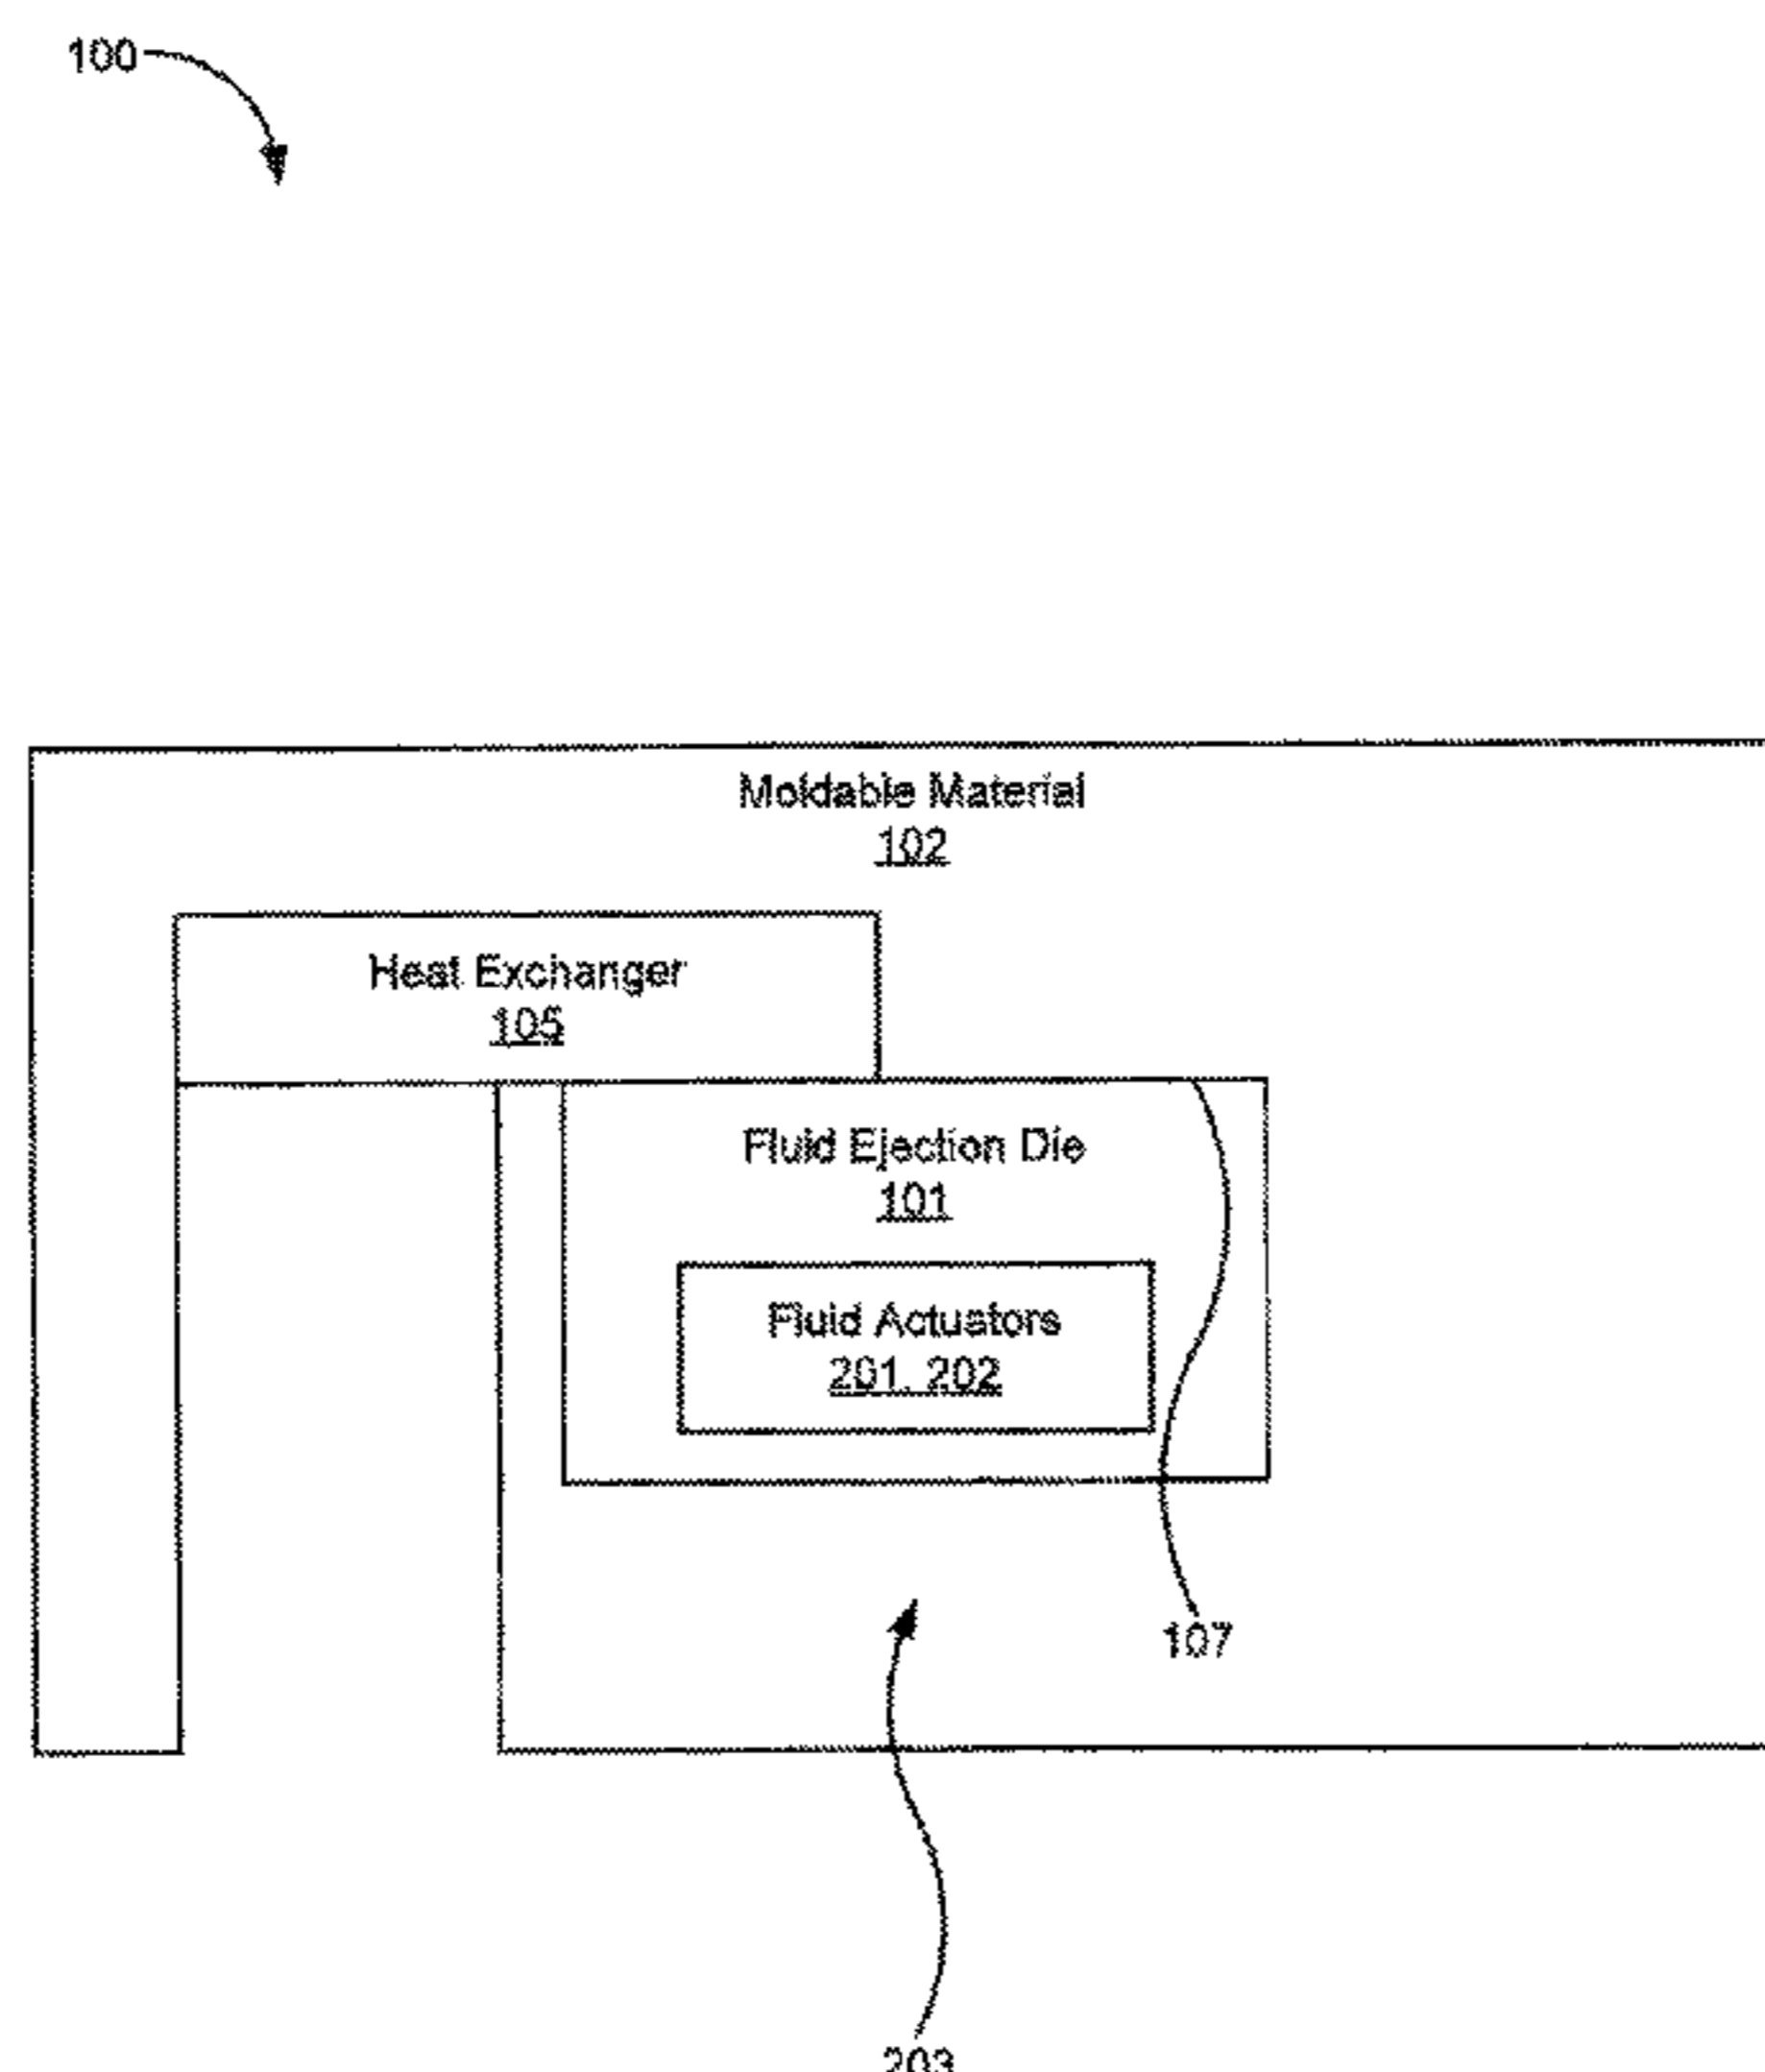 100
Moldable Material
102
Heat Exchanger
105
Fluid Ejection Die
101
Fluid Actuators
201, 202
107
203